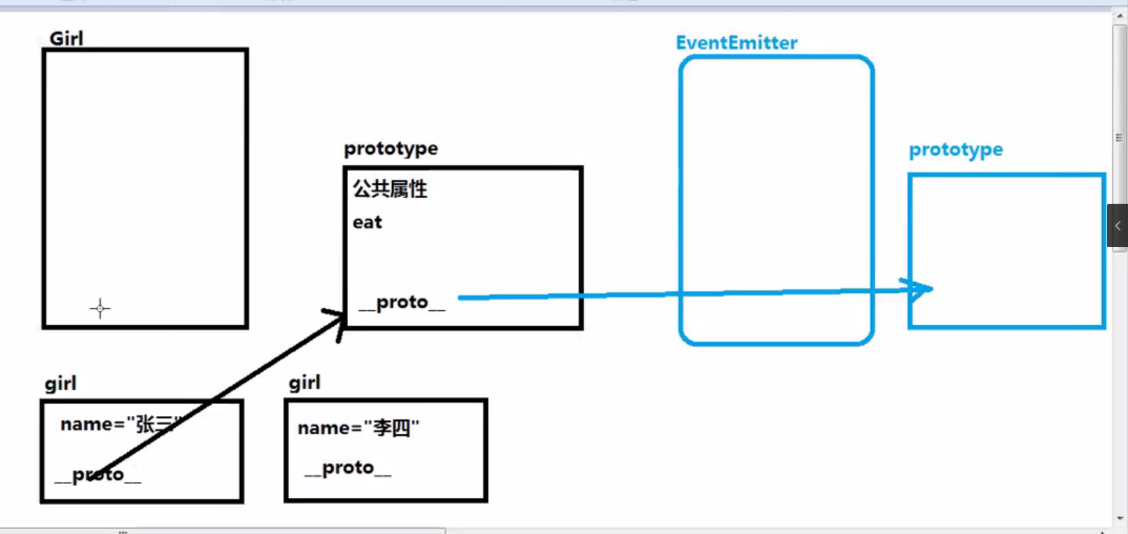 Girl
EventEmitter
prototype
公共属性
eat
__proto__
prototype
girl
name="张三"
__proto__
girl
name="李四"
__proto__